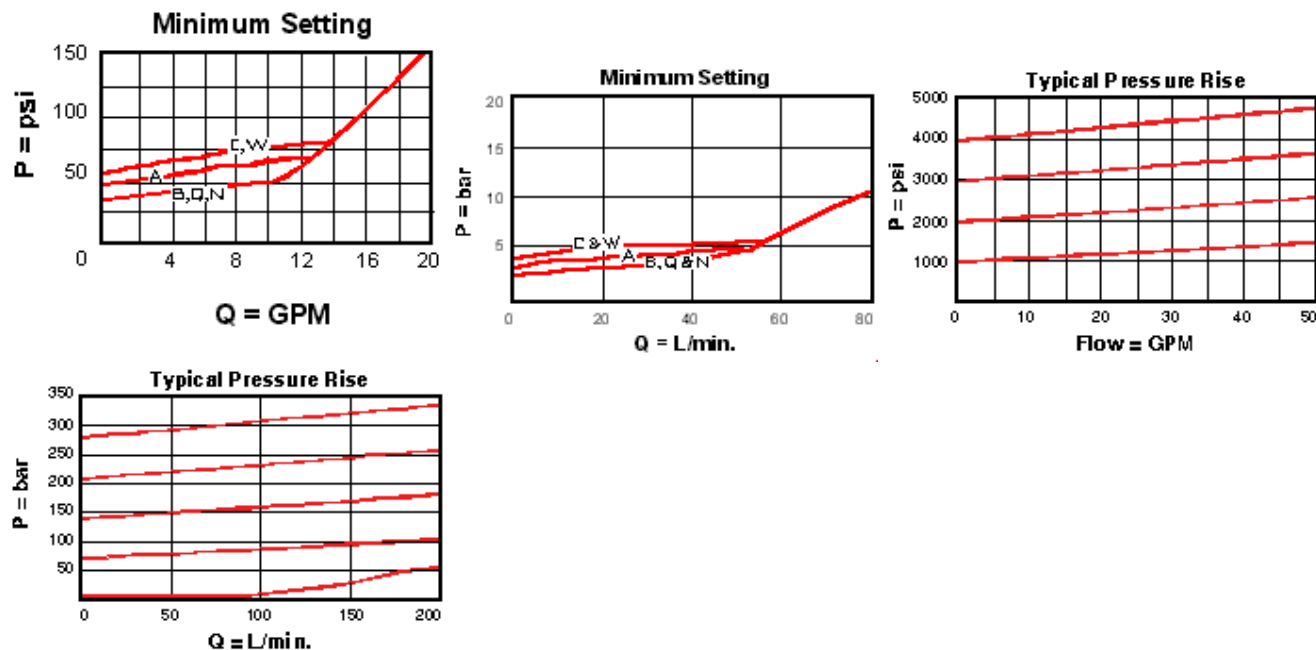 Minimum Setting
150
100
50
0
4
8
12
16
20
P = psi
C,W
A
B,Q,N
Q = GPM
Minimum Setting
20
15
10
5
0
20
40
60
80
P = bar
C & W
A
B, Q & N
Q = L/min.
Typical Pressure Rise
5000
4000
3000
2000
1000
0
10
20
30
40
50
P = psi
Flow = GPM
Typical Pressure Rise
350
300
250
200
150
100
50
0
50
100
150
200
P = bar
Q = L/min.